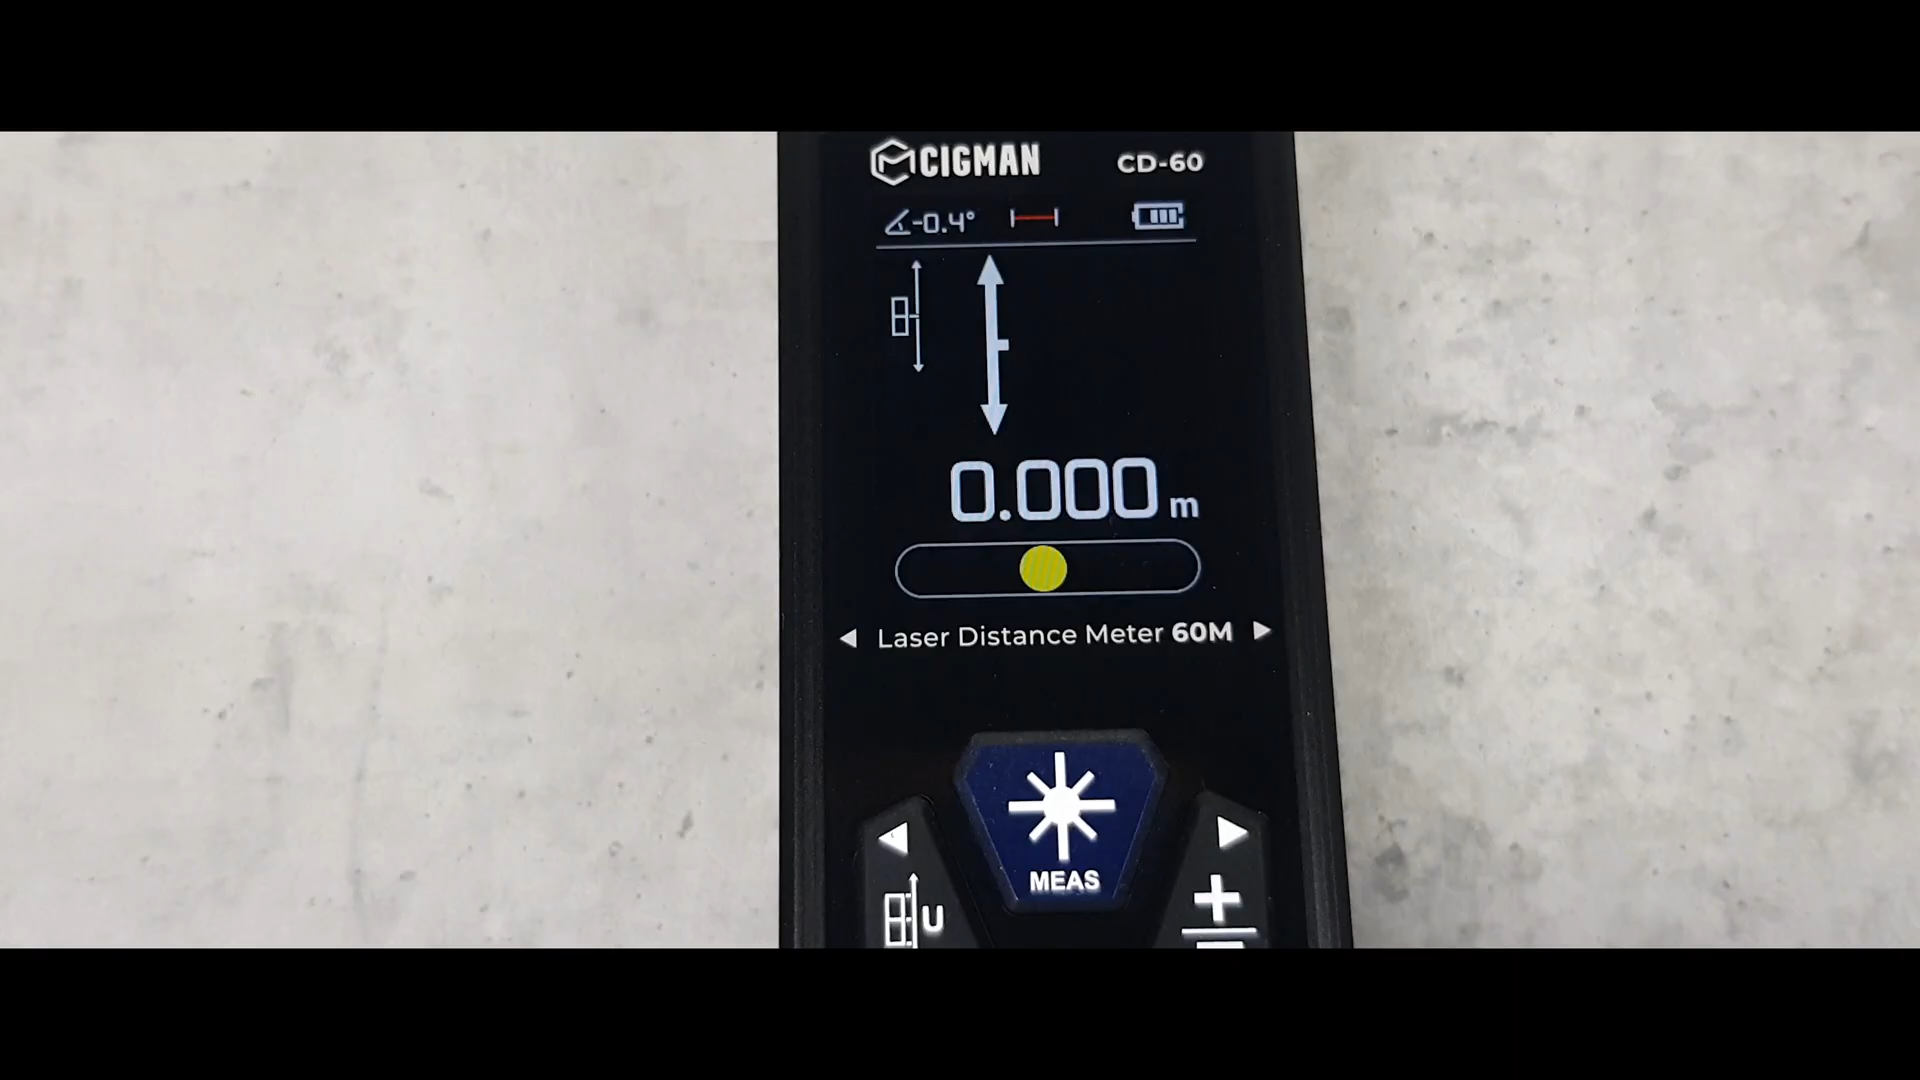 CIGMAN CD-60
-0.4°
0.000 m
Laser Distance Meter 60M
MEAS
U